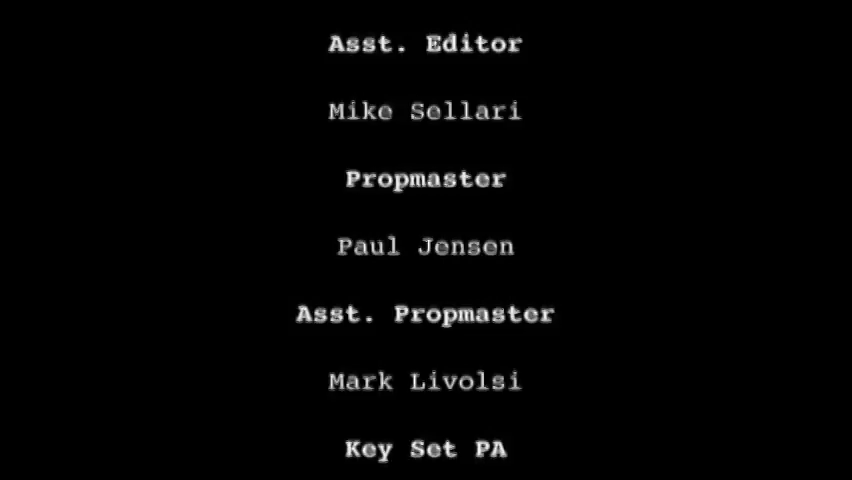 Asst. Editor
Mike Sellari
Propmaster
Paul Jensen
Asst. Propmaster
Mark Livolsi
Key Set PA